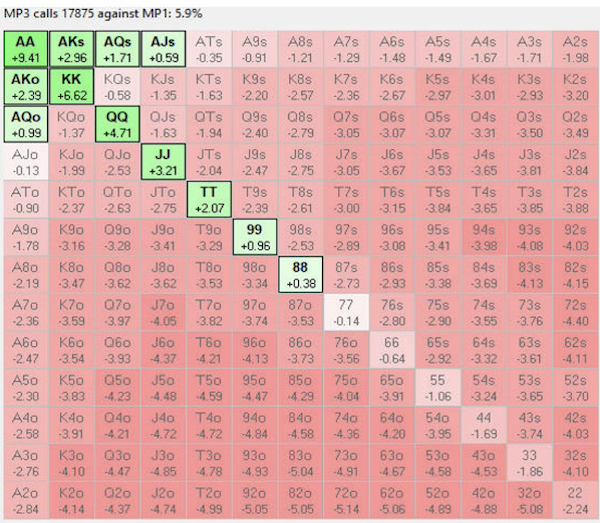 MP3 calls 17875 against MP1: 5.9%
AA AKs AQs AJs ATs A9s A8s A7s A6s A5s A4s A3s A2s
+9.41 +2.96 +1.71 +0.59 -0.35 -0.91 -1.21 -1.29 -1.48 -1.49 -1.67 -1.71 -1.98
AKo KK KQs KJs KTs K9s K8s K7s K6s K5s K4s K3s K2s
+2.39 +6.62 -0.58 -1.35 -1.63 -2.20 -2.57 -2.36 -2.67 -2.97 -3.01 -2.93 -3.20
AQo KQo QQ QJs QTs Q9s Q8s Q7s Q6s Q5s Q4s Q3s Q2s
+0.99 -1.37 +4.71 -1.63 -1.94 -2.40 -2.79 -3.05 -3.07 -3.07 -3.31 -3.50 -3.49
AJo KJo QJo JJ JTs J9s J8s J7s J6s J5s J4s J3s J2s
-0.13 -1.99 -2.53 +3.21 -2.04 -2.47 -2.75 -3.05 -3.67 -3.53 -3.65 -3.81 -3.84
ATo KTo QTo JTo TT T9s T8s T7s T6s T5s T4s T3s T2s
-0.90 -2.37 -2.63 -2.75 +2.07 -2.39 -2.61 -3.00 -3.15 -3.84 -3.65 -3.85 -3.88
A9o K9o Q9o J9o T9o 99 98s 97s 96s 95s 94s 93s 92s
-1.78 -3.16 -3.28 -3.41 -3.29 +0.96 -2.53 -2.89 -3.08 -3.41 -3.98 -4.08 -4.03
A8o K8o Q8o J8o T8o 98o 88 87s 86s 85s 84s 83s 82s
-2.19 -3.47 -3.62 -3.62 -3.53 -3.34 +0.38 -2.73 -2.93 -3.38 -3.69 -4.13 -4.15
A7o K7o Q7o J7o T7o 97o 87o 77 76s 75s 74s 73s 72s
-2.36 -3.59 -3.97 -4.05 -3.82 -3.74 -3.53 -0.14 -2.80 -2.90 -3.55 -3.76 -4.40
A6o K6o Q6o J6o T6o 96o 86o 76o 66 65s 64s 63s 62s
-2.47 -3.54 -3.93 -4.37 -4.21 -4.13 -3.73 -3.56 -0.64 -2.92 -3.32 -3.61 -4.11
A5o K5o Q5o J5o T5o 95o 85o 75o 65o 55 54s 53s 52s
-2.30 -3.83 -4.23 -4.48 -4.59 -4.47 -4.29 -4.04 -3.91 -1.06 -3.24 -3.65 -3.70
A4o K4o Q4o J4o T4o 94o 84o 74o 64o 54o 44 43s 42s
-2.58 -3.91 -4.21 -4.72 -4.72 -4.84 -4.58 -4.36 -4.20 -3.95 -1.69 -3.74 -4.03
A3o K3o Q3o J3o T3o 93o 83o 73o 63o 53o 43o 33 32s
-2.76 -4.10 -4.47 -4.85 -4.78 -4.93 -5.04 -4.91 -4.67 -4.58 -4.53 -1.86 -4.10
A2o K2o Q2o J2o T2o 92o 82o 72o 62o 52o 42o 32o 22
-2.84 -4.14 -4.37 -4.74 -4.99 -5.05 -5.05 -5.14 -5.06 -4.89 -4.88 -5.08 -2.24